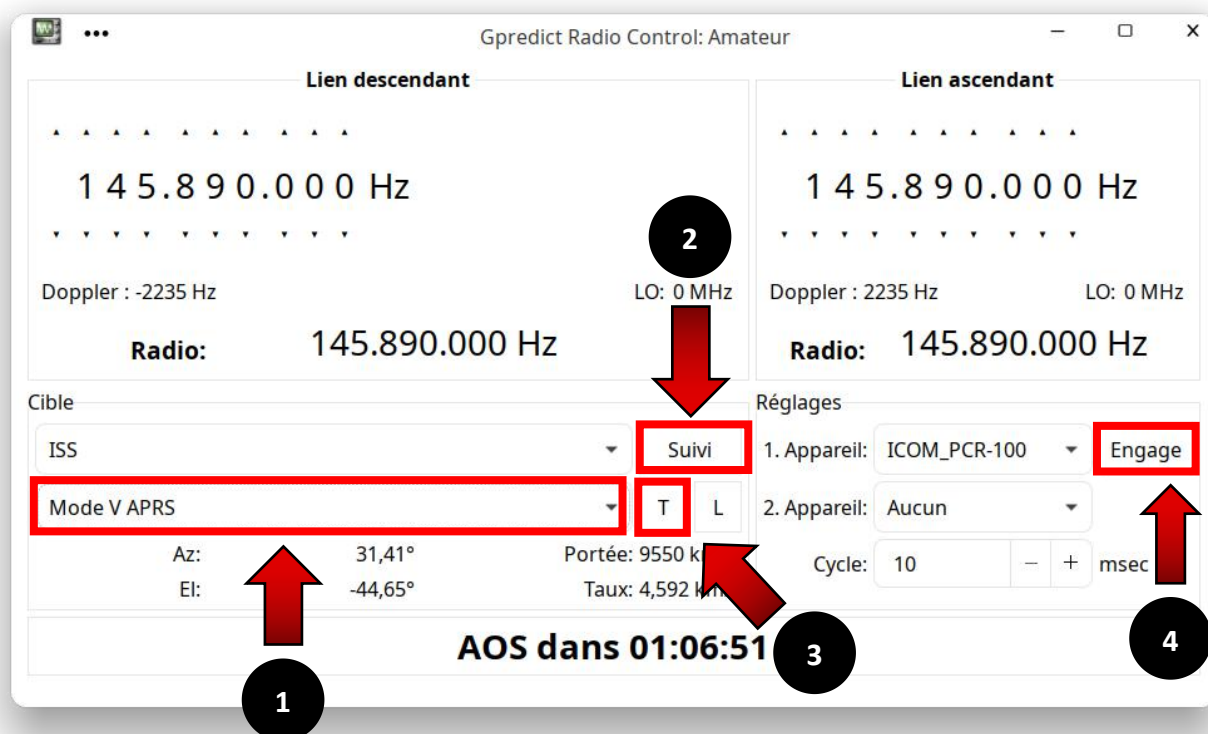 Gpredict Radio Control: Amateur
Lien descendant
145.890.000 Hz
Doppler : -2235 Hz
LO: 0 MHz
Radio: 145.890.000 Hz
Lien ascendant
145.890.000 Hz
Doppler : 2235 Hz
LO: 0 MHz
Radio: 145.890.000 Hz
2
Cible
ISS
Suivi
Mode V APRS
T L
Az: 31,41°
Portée: 9550
El: -44,65°
Taux: 4,592
Réglages
1. Appareil: ICOM_PCR-100
Engage
2. Appareil: Aucun
Cycle: 10 − + msec
AOS dans 01:06:51
1
3
4